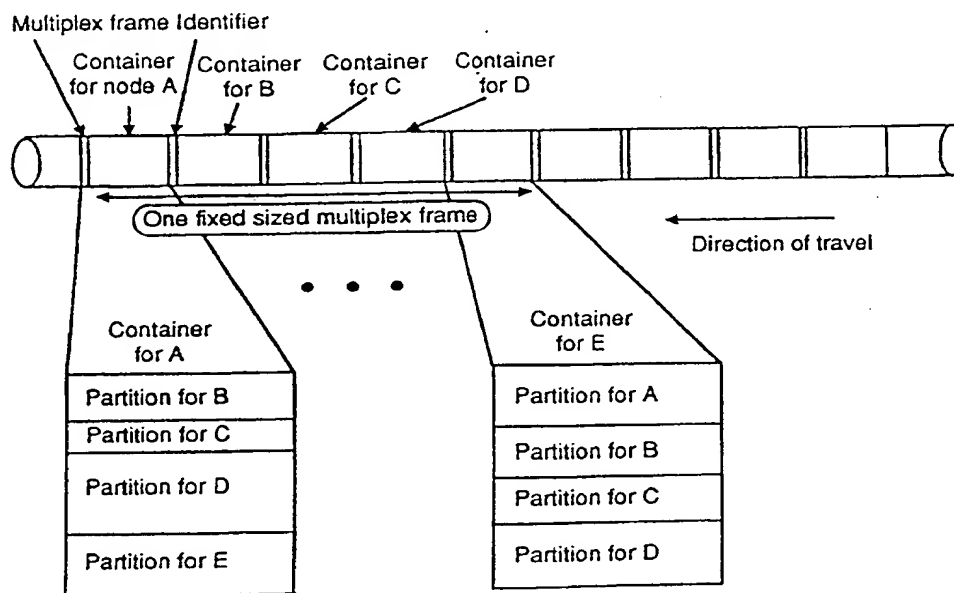 Multiplex frame Identifier
Container
for node A
Container
for B
Container
for C
Container
for D
One fixed sized multiplex frame
Direction of travel
Container
for A
Partition for B
Partition for C
Partition for D
Partition for E
Container
for E
Partition for A
Partition for B
Partition for C
Partition for D